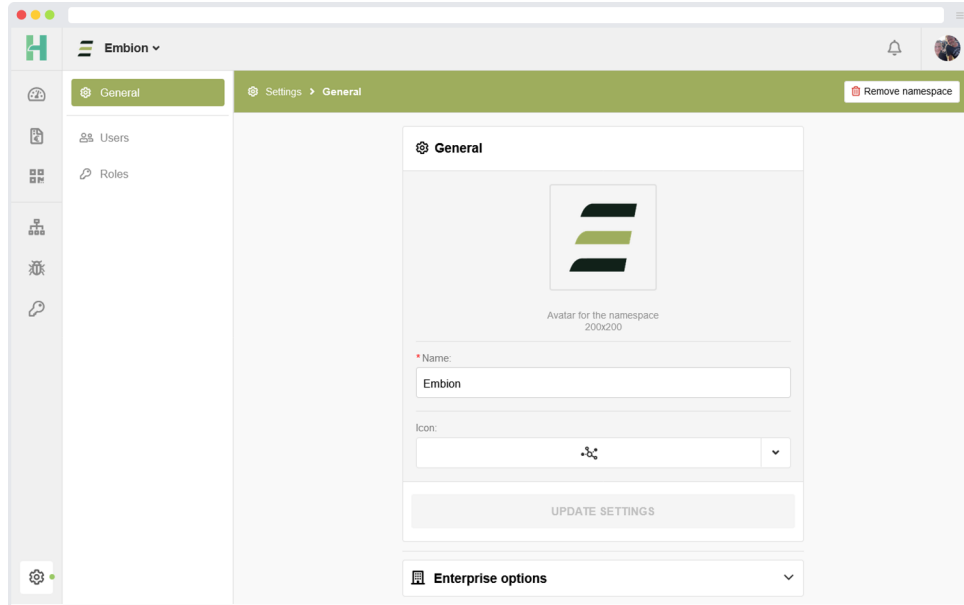 Embion
General
Users
Roles
Settings > General
Remove namespace
General
Avatar for the namespace
200x200
*Name:
Embion
Icon:
UPDATE SETTINGS
Enterprise options